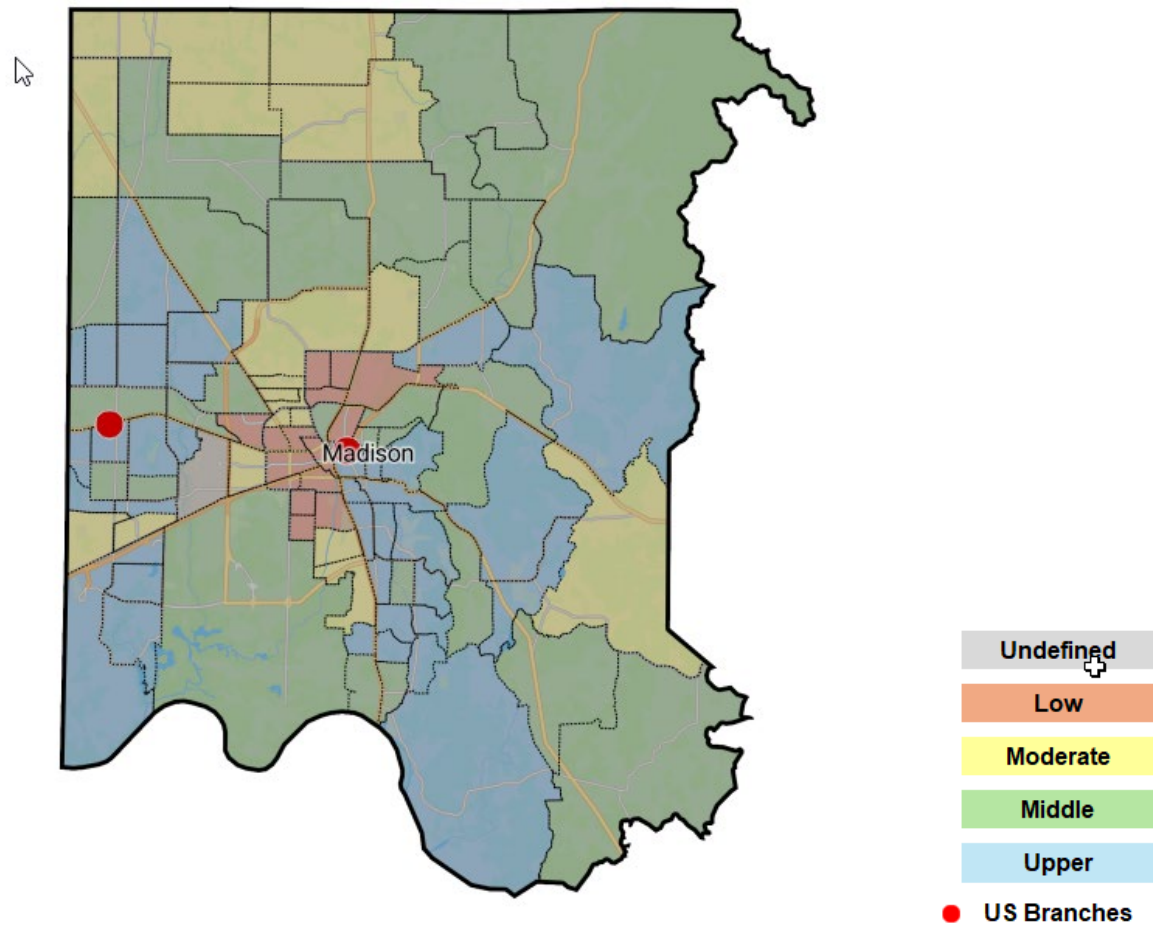 Madison
Undefined
Low
Moderate
Middle
Upper
US Branches